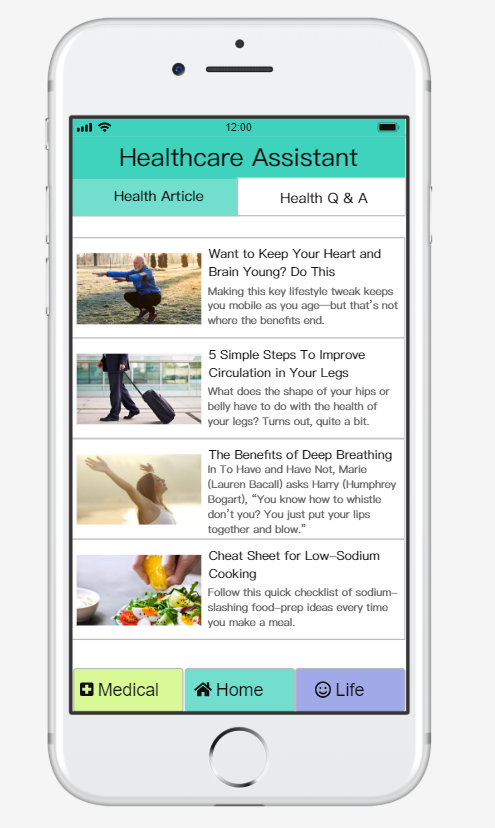 12:00
Healthcare Assistant
Health Article
Health Q & A
Want to Keep Your Heart and
Brain Young? Do This
Making this key lifestyle tweak keeps
you mobile as you age—but that's not
where the benefits end.
5 Simple Steps To Improve
Circulation in Your Legs
What does the shape of your hips or
belly have to do with the health of
your legs? Turns out, quite a bit.
The Benefits of Deep Breathing
In To Have and Have Not, Marie
(Lauren Bacall) asks Harry (Humphrey
Bogart), “You know how to whistle
don't you? You just put your lips
together and blow.”
Cheat Sheet for Low-Sodium
Cooking
Follow this quick checklist of sodium-
slashing food-prep ideas every time
you make a meal.
Medical
Home
Life